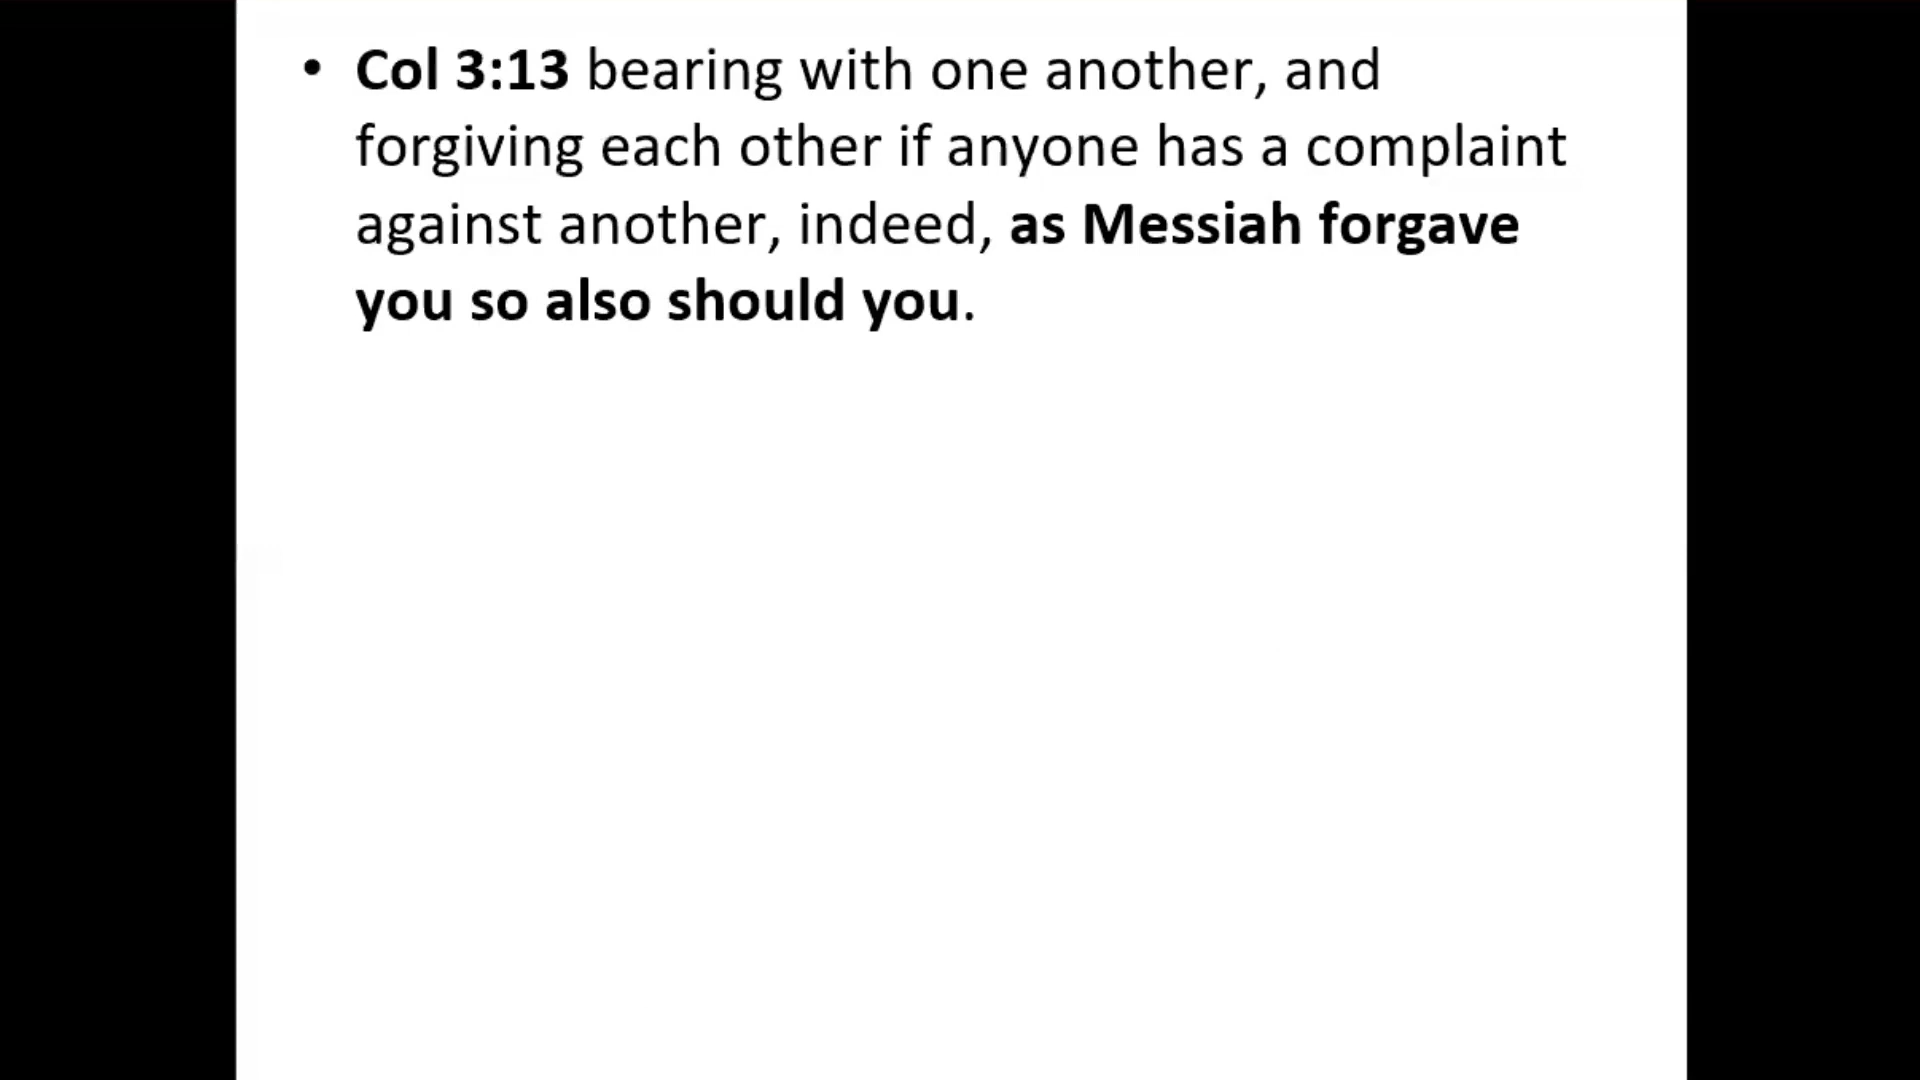 • Col 3:13 bearing with one another, and
forgiving each other if anyone has a complaint
against another, indeed, as Messiah forgave
you so also should you.